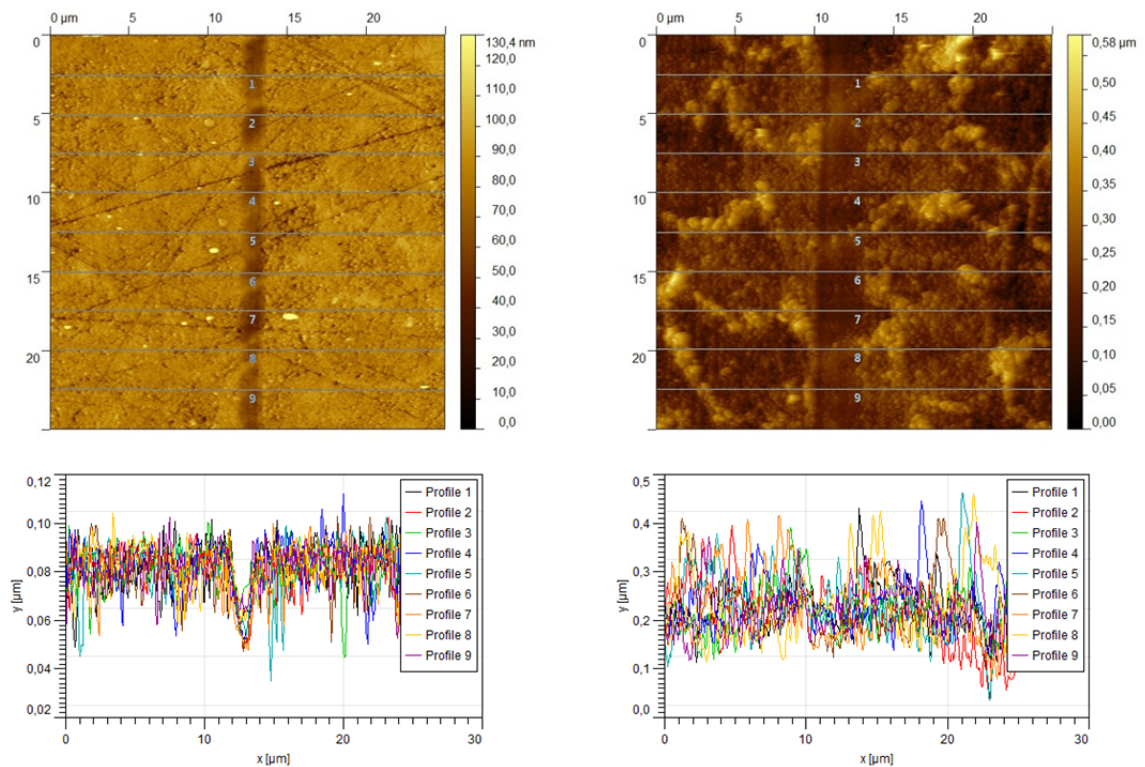 0 µm 5 10 15 20
0
5
10
15
20
1
2
3
4
5
6
7
8
9
130,4 nm
120,0
110,0
100,0
90,0
80,0
70,0
60,0
50,0
40,0
30,0
20,0
10,0
0,0
0 µm 5 10 15 20
0
5
10
15
20
1
2
3
4
5
6
7
8
9
0,58 µm
0,50
0,45
0,40
0,35
0,30
0,25
0,20
0,15
0,10
0,05
0,00
0,12
0,10
0,08
0,06
0,04
0,02
y [µm]
0 10 20 30
x [µm]
Profile 1
Profile 2
Profile 3
Profile 4
Profile 5
Profile 6
Profile 7
Profile 8
Profile 9
0,5
0,4
0,3
0,2
0,1
0,0
y [µm]
0 5 10 15 20 25 30
x [µm]
Profile 1
Profile 2
Profile 3
Profile 4
Profile 5
Profile 6
Profile 7
Profile 8
Profile 9